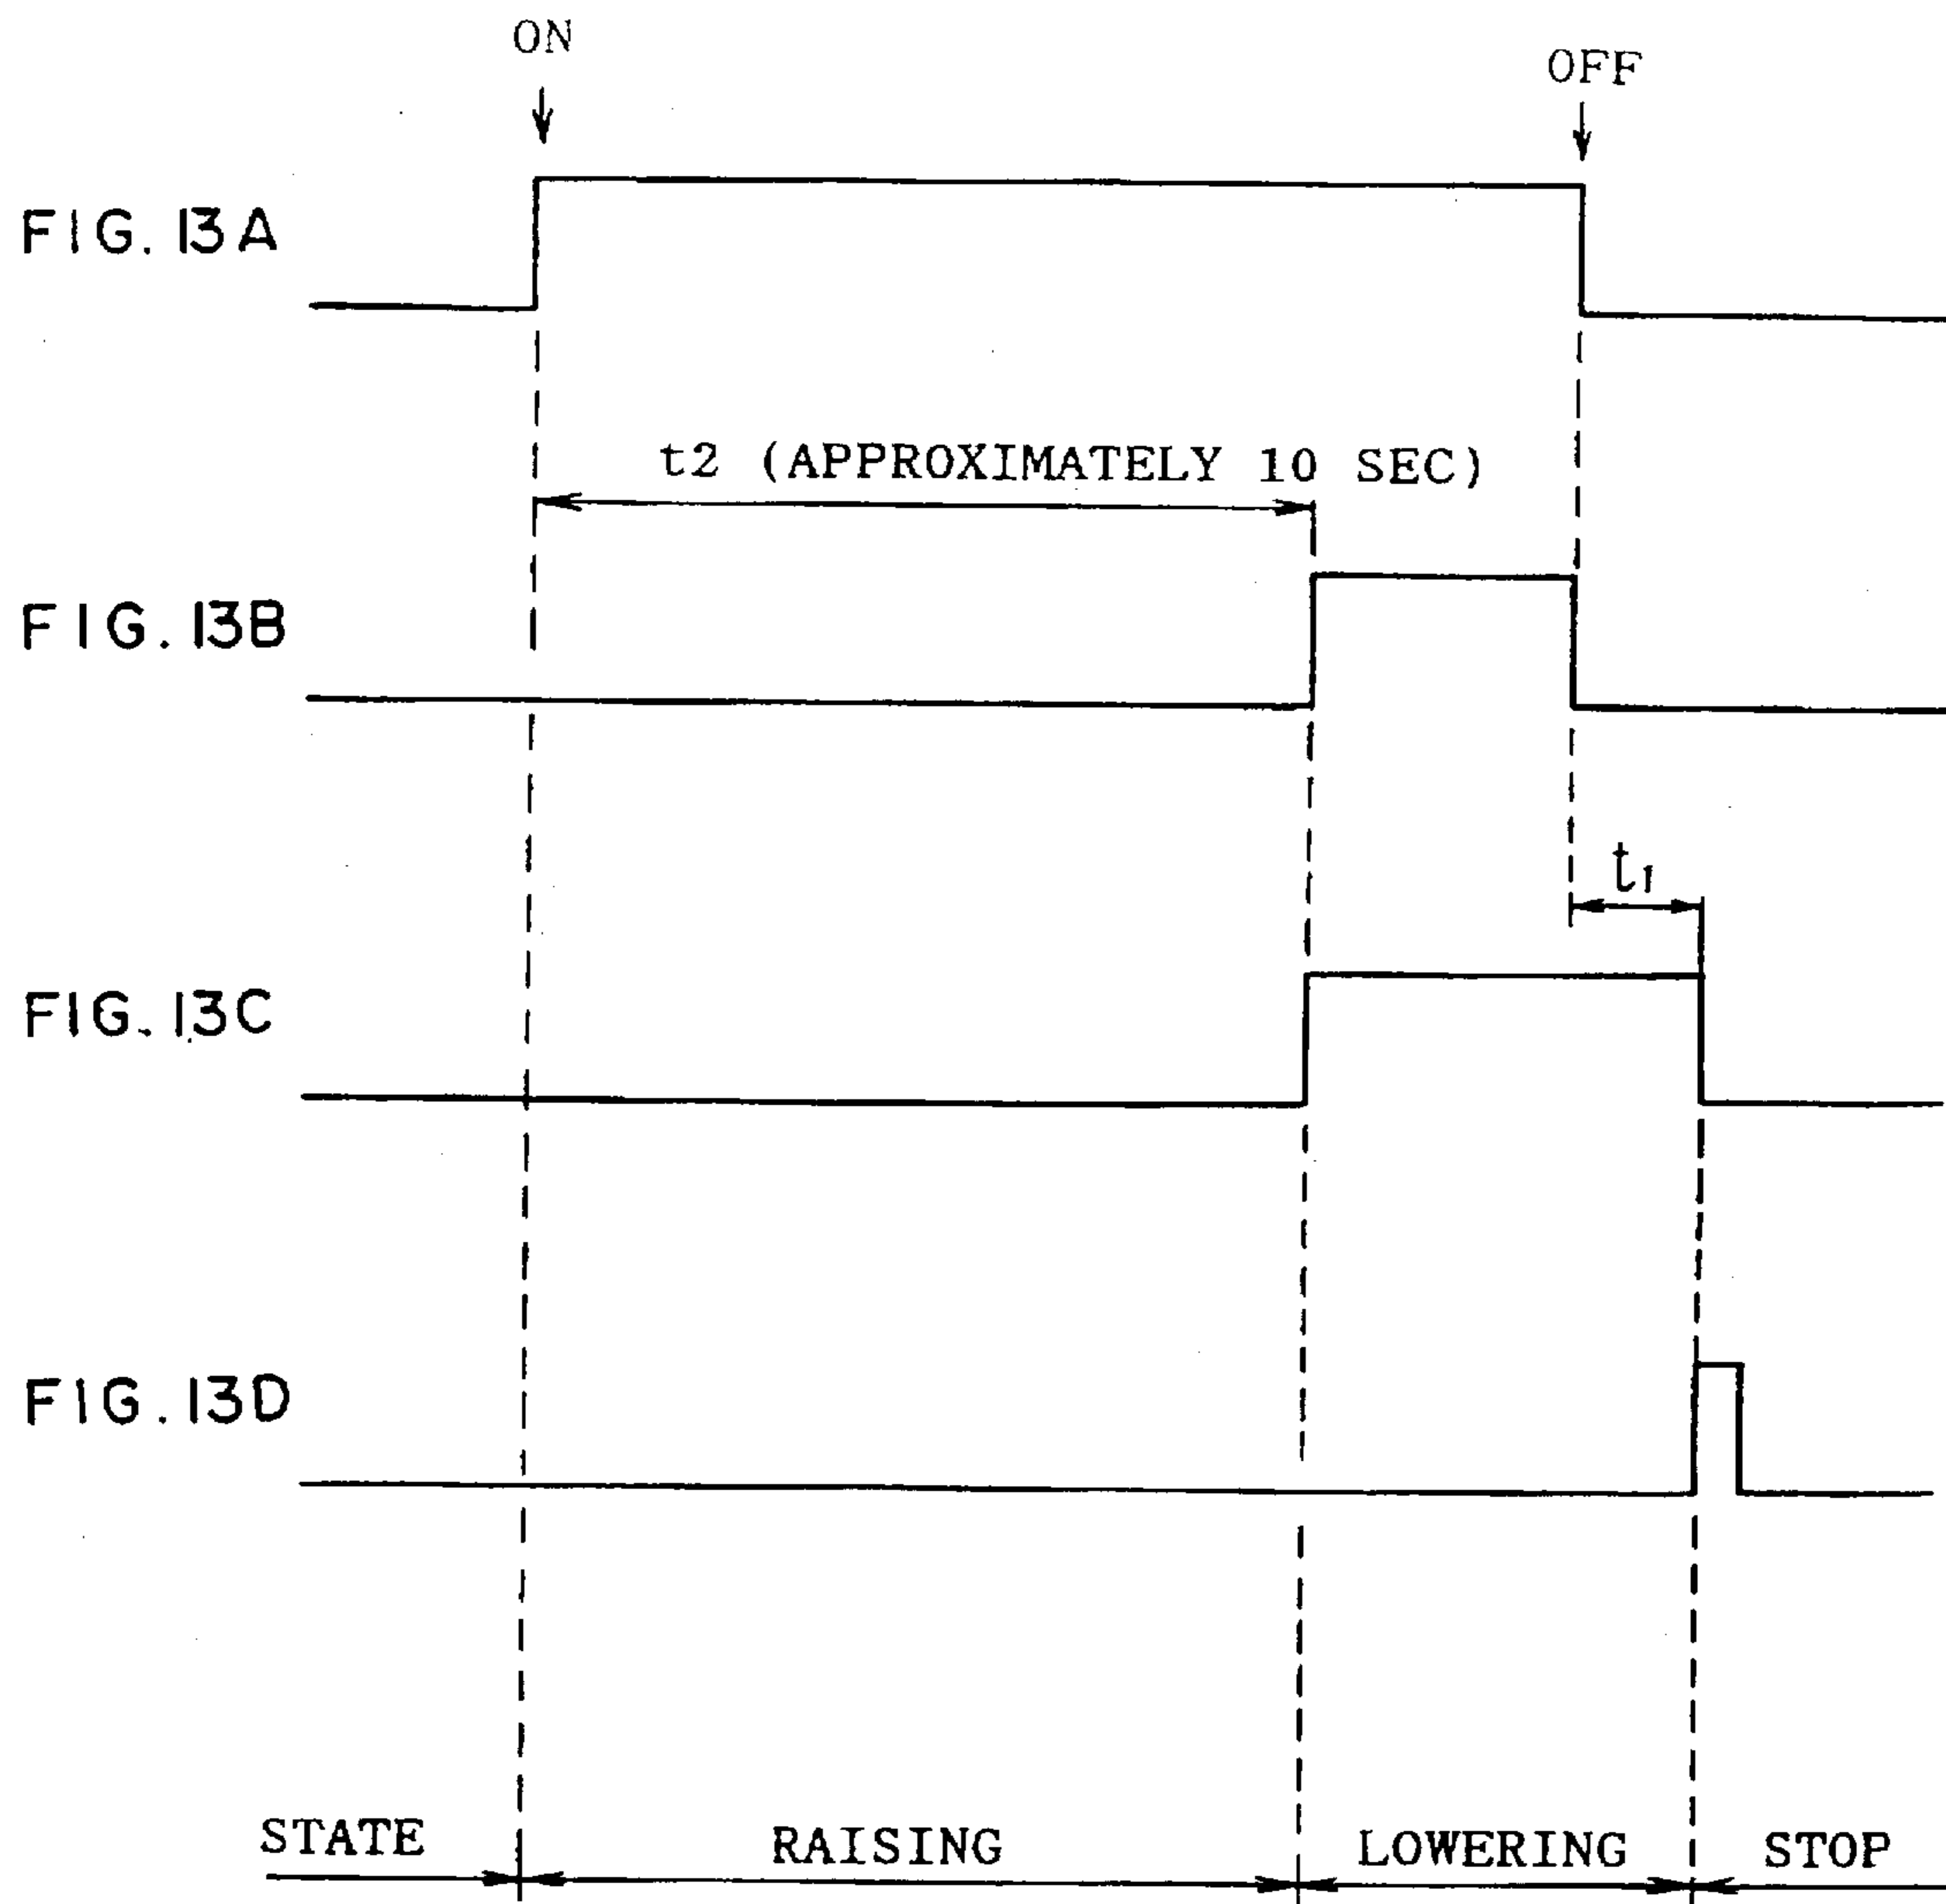 ON
OFF
FIG. 13A
t2 (APPROXIMATELY 10 SEC)
FIG. 13B
t1
FIG. 13C
FIG. 13D
STATE
RAISING
LOWERING
STOP